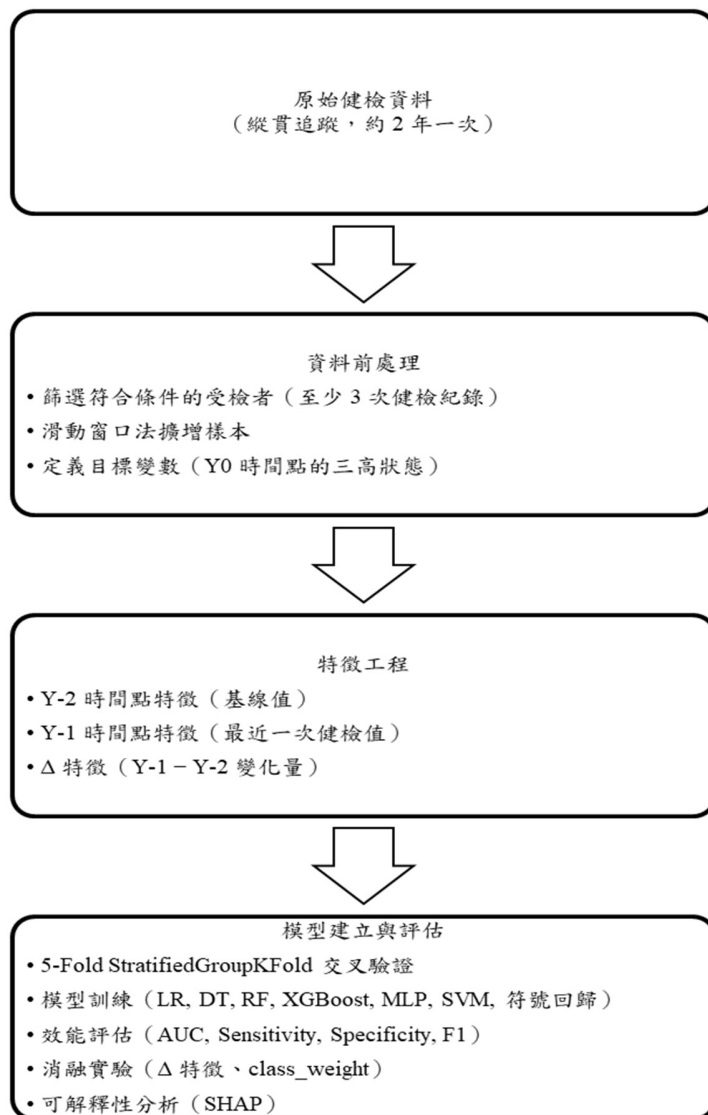 原始健檢資料
（縱貫追蹤，約 2 年一次）
資料前處理
• 篩選符合條件的受檢者（至少 3 次健檢紀錄）
• 滑動窗口法擴增樣本
• 定義目標變數（Y0 時間點的三高狀態）
特徵工程
• Y-2 時間點特徵（基線值）
• Y-1 時間點特徵（最近一次健檢值）
• Δ 特徵（Y-1 − Y-2 變化量）
模型建立與評估
• 5-Fold StratifiedGroupKFold 交叉驗證
• 模型訓練（LR, DT, RF, XGBoost, MLP, SVM, 符號回歸）
• 效能評估（AUC, Sensitivity, Specificity, F1）
• 消融實驗（Δ 特徵、class_weight）
• 可解釋性分析（SHAP）